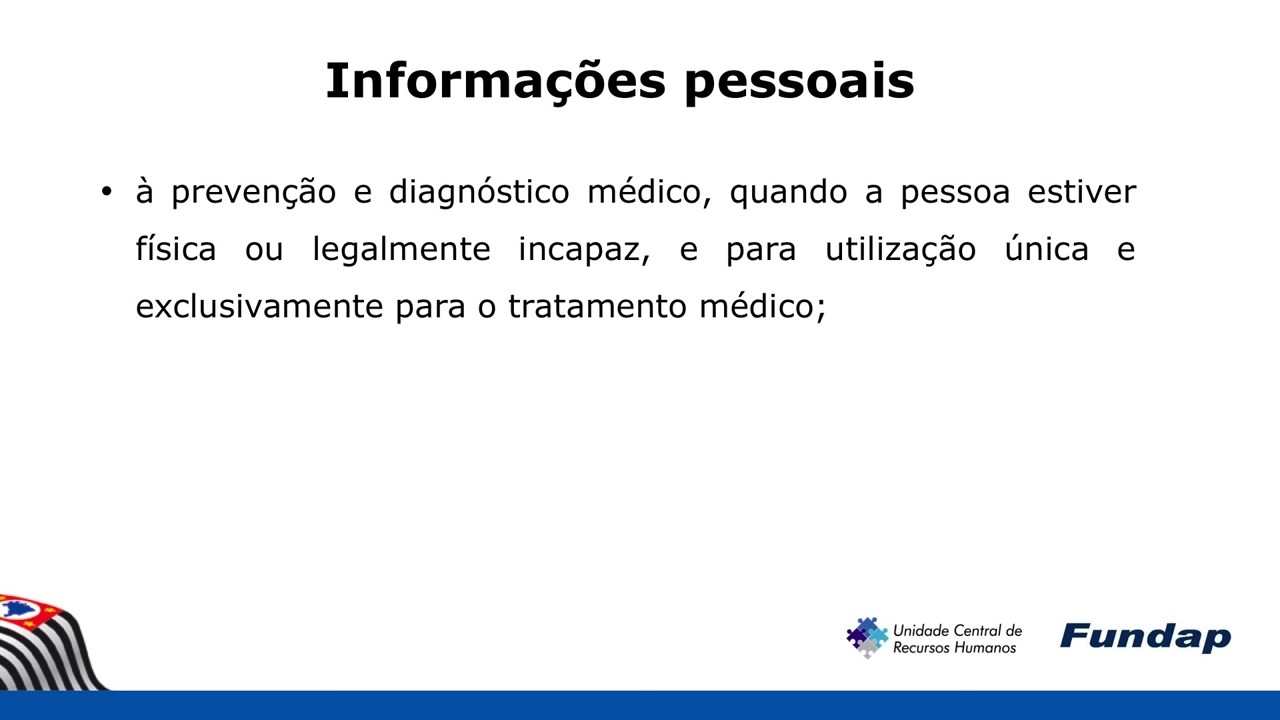 Informações pessoais
• à prevenção e diagnóstico médico, quando a pessoa estiver
física ou legalmente incapaz, e para utilização única e
exclusivamente para o tratamento médico;
Unidade Central de
Recursos Humanos
Fundap